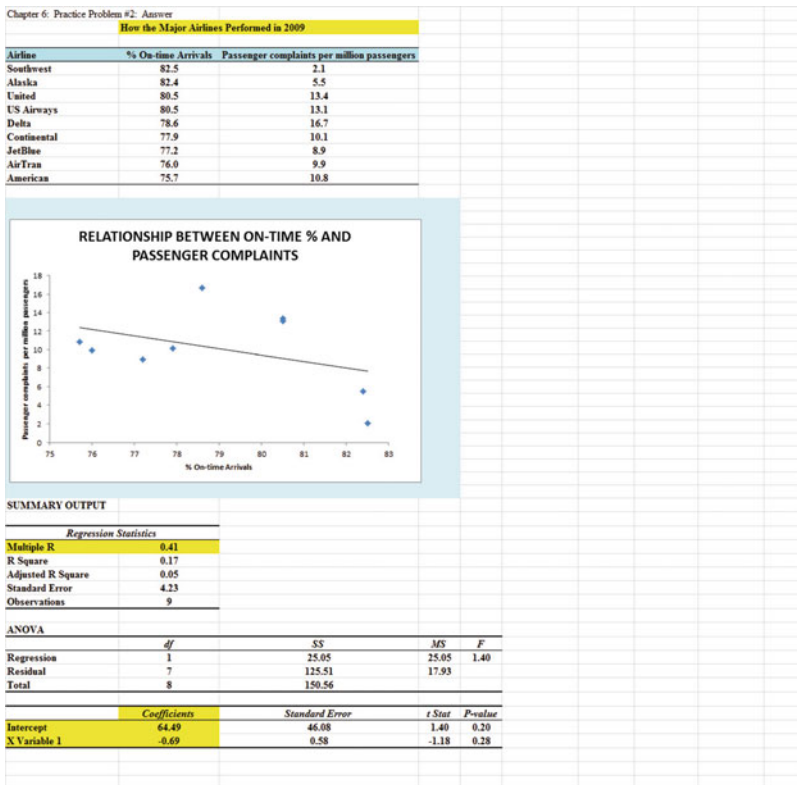 Chapter 6: Practice Problem #2: Answer
How the Major Airlines Performed in 2009
Airline % On-time Arrivals Passenger complaints per million passengers
Southwest 82.5 2.1
Alaska 82.4 5.5
United 80.5 13.4
US Airways 80.5 13.1
Delta 78.6 16.7
Continental 77.9 10.1
JetBlue 77.2 8.9
AirTran 76.0 9.9
American 75.7 10.8
RELATIONSHIP BETWEEN ON-TIME % AND
PASSENGER COMPLAINTS
Passenger complaints per million passengers
18
16
14
12
10
8
6
4
2
0
75 76 77 78 79 80 81 82 83
% On-time Arrivals
SUMMARY OUTPUT
Regression Statistics
Multiple R 0.41
R Square 0.17
Adjusted R Square 0.05
Standard Error 4.23
Observations 9
ANOVA
df SS MS F
Regression 1 25.05 25.05 1.40
Residual 7 125.51 17.93
Total 8 150.56
Coefficients Standard Error t Stat P-value
Intercept 64.49 46.08 1.40 0.20
X Variable 1 -0.69 0.58 -1.18 0.28